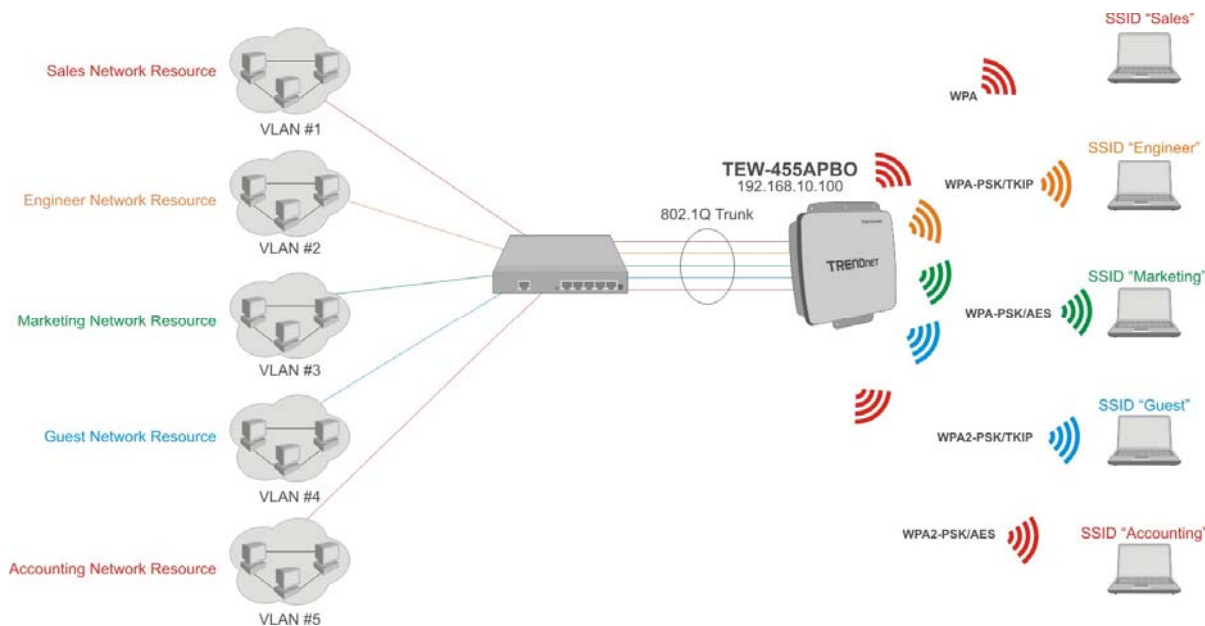 Sales Network Resource
VLAN #1
Engineer Network Resource
VLAN #2
Marketing Network Resource
VLAN #3
Guest Network Resource
VLAN #4
Accounting Network Resource
VLAN #5
802.1Q Trunk
TEW-455APBO
192.168.10.100
TRENDNET
WPA
SSID “Sales”
WPA-PSK/TKIP
SSID “Engineer”
WPA-PSK/AES
SSID “Marketing”
WPA2-PSK/TKIP
SSID “Guest”
WPA2-PSK/AES
SSID “Accounting”